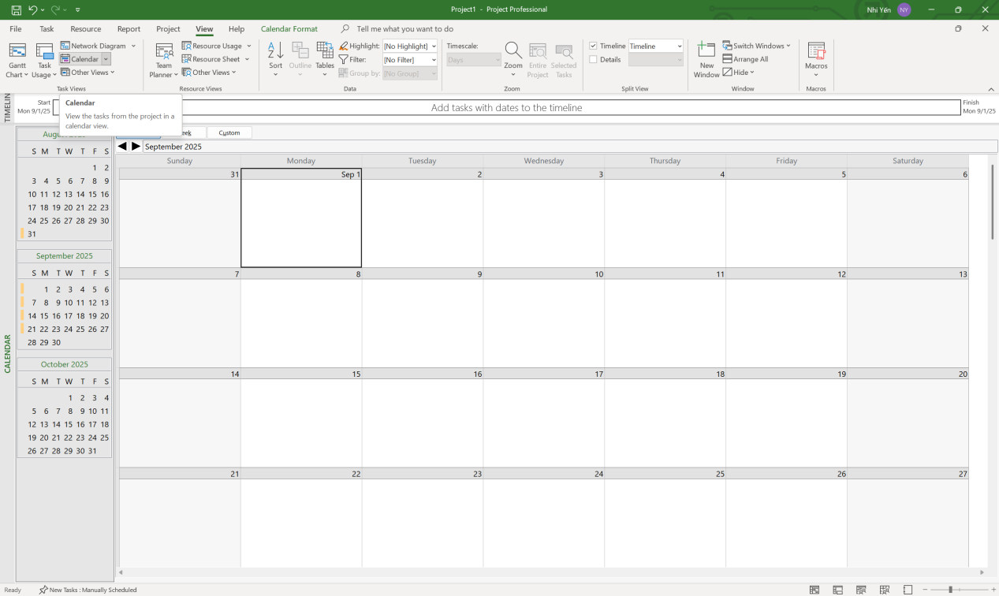 Project1 - Project Professional
Nhi Yến NY
File Task Resource Report Project View Help Calendar Format Tell me what you want to do
Gantt Chart
Task Usage
Network Diagram
Calendar
Other Views
Task Views
Team Planner
Resource Usage
Resource Sheet
Other Views
Resource Views
Sort
Outline
Tables
Highlight: [No Highlight]
Filter: [No Filter]
Group by: [No Group]
Data
Timescale:
Days
Zoom
Entire Project
Selected Tasks
Zoom
Timeline Timeline
Details
Split View
New Window
Switch Windows
Arrange All
Hide
Window
Macros
Macros
TIMELIN
Start
Mon 9/1/25
Add tasks with dates to the timeline
Finish
Mon 9/1/25
Calendar
View the tasks from the project in a
calendar view.
Custom
September 2025
CALENDAR
S M T W T F S
1 2
3 4 5 6 7 8 9
10 11 12 13 14 15 16
17 18 19 20 21 22 23
24 25 26 27 28 29 30
31
September 2025
S M T W T F S
1 2 3 4 5 6
7 8 9 10 11 12 13
14 15 16 17 18 19 20
21 22 23 24 25 26 27
28 29 30
October 2025
S M T W T F S
1 2 3 4
5 6 7 8 9 10 11
12 13 14 15 16 17 18
19 20 21 22 23 24 25
26 27 28 29 30 31
Sunday Monday Tuesday Wednesday Thursday Friday Saturday
31 Sep 1 2 3 4 5 6
7 8 9 10 11 12 13
14 15 16 17 18 19 20
21 22 23 24 25 26 27
Ready New Tasks : Manually Scheduled